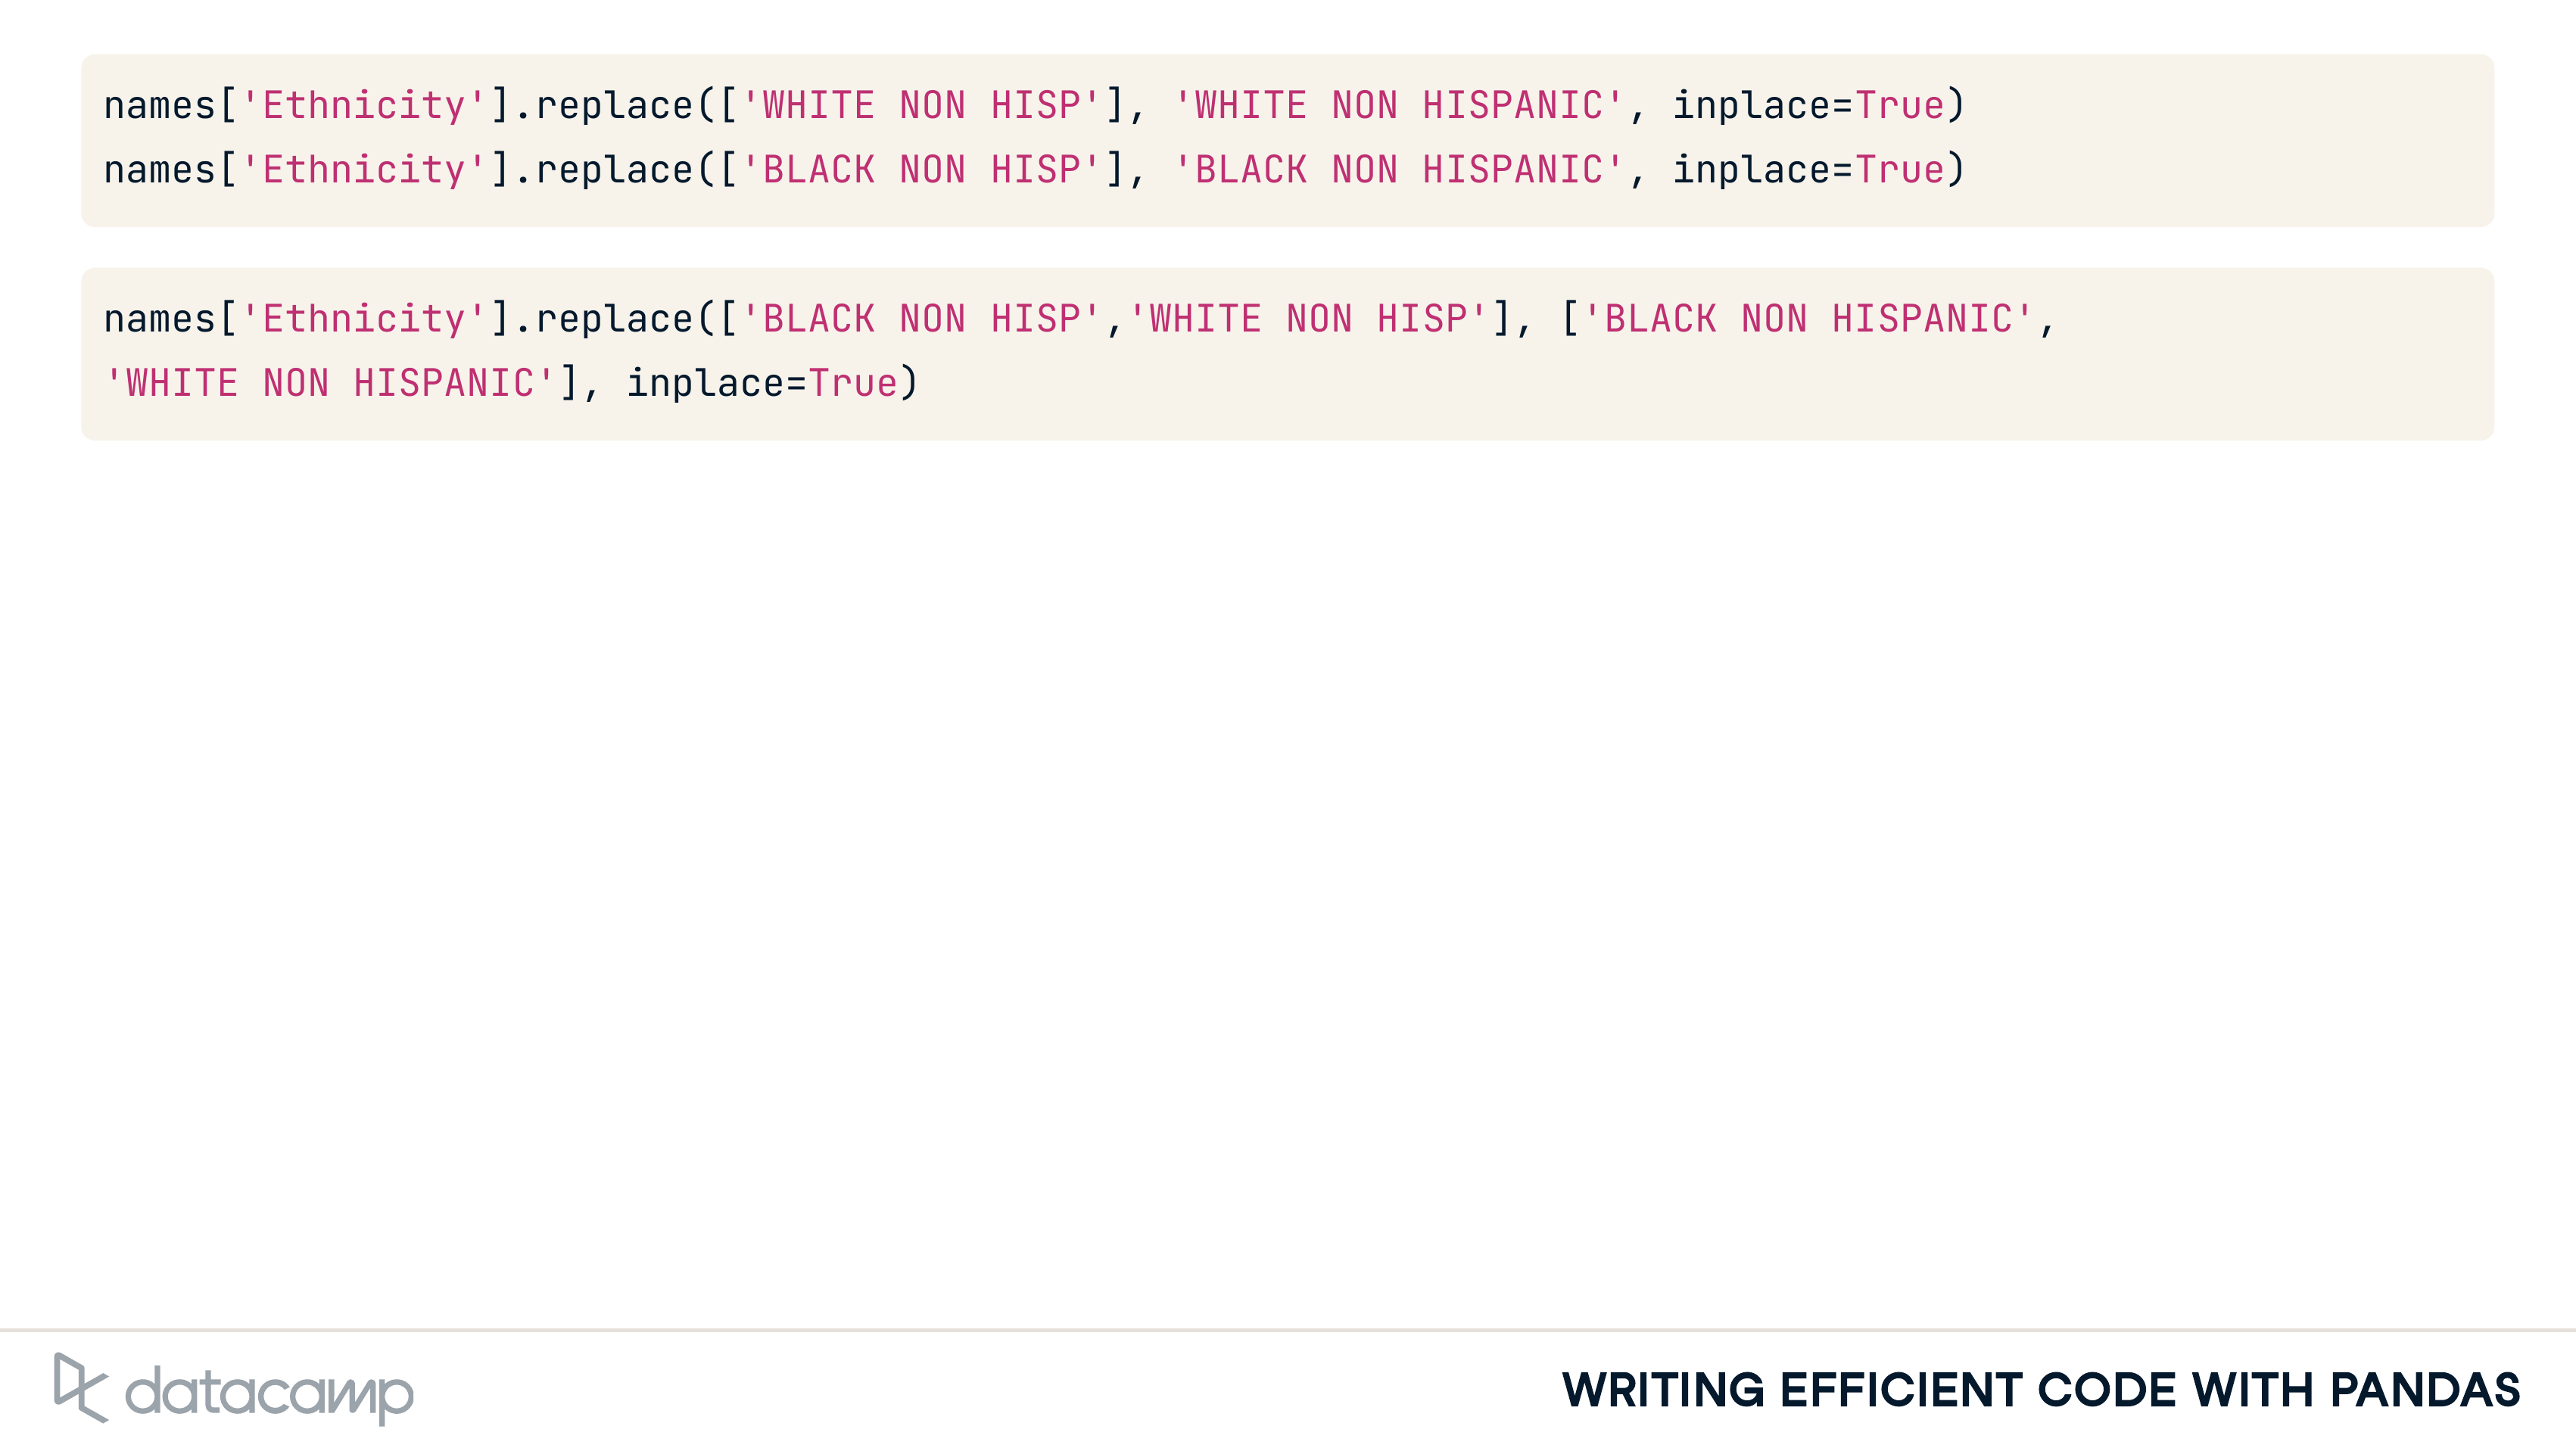 names['Ethnicity'].replace(['WHITE NON HISP'], 'WHITE NON HISPANIC', inplace=True)
names['Ethnicity'].replace(['BLACK NON HISP'], 'BLACK NON HISPANIC', inplace=True)
names['Ethnicity'].replace(['BLACK NON HISP','WHITE NON HISP'], ['BLACK NON HISPANIC',
'WHITE NON HISPANIC'], inplace=True)
datacamp
WRITING EFFICIENT CODE WITH PANDAS